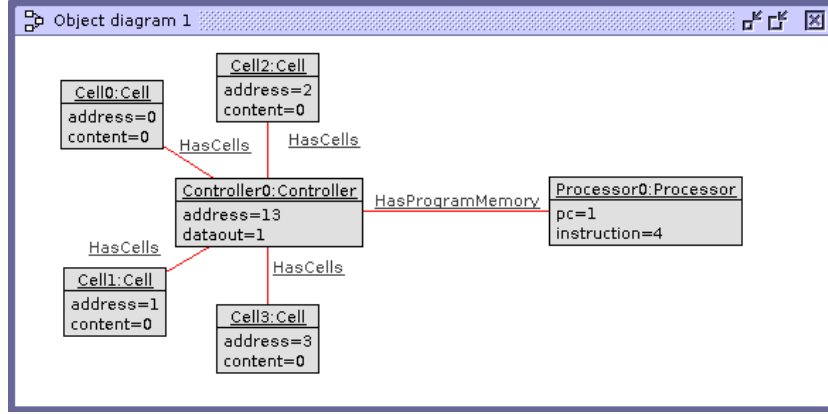 Object diagram 1
Cell2:Cell
address=2
content=0
Cell0:Cell
address=0
content=0
HasCells
HasCells
Controller0:Controller
address=13
dataout=1
HasProgramMemory
Processor0:Processor
pc=1
instruction=4
HasCells
HasCells
Cell1:Cell
address=1
content=0
Cell3:Cell
address=3
content=0